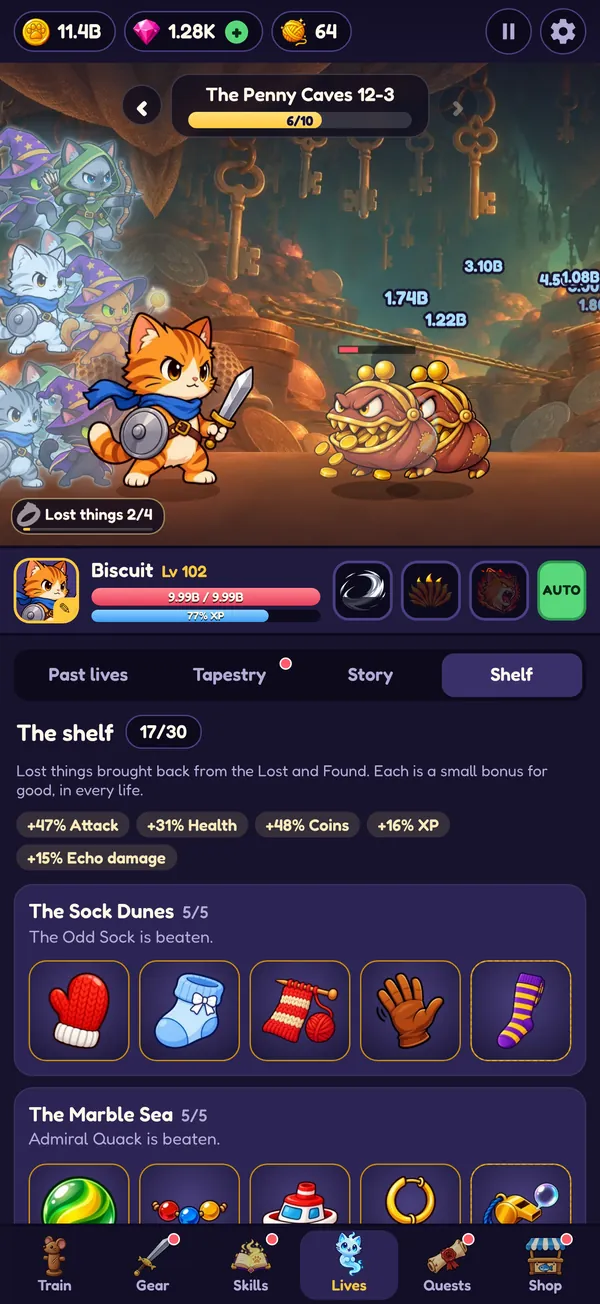 11.4B
1.28K
64
The Penny Caves 12-3
6/10
3.10B
1.74B
1.22B
1.08B
Lost things 2/4
Biscuit Lv 102
9.99B / 9.99B
77% XP
AUTO
Past lives
Tapestry
Story
Shelf
The shelf 17/30
Lost things brought back from the Lost and Found. Each is a small bonus for
good, in every life.
+47% Attack
+31% Health
+48% Coins
+16% XP
+15% Echo damage
The Sock Dunes 5/5
The Odd Sock is beaten.
The Marble Sea 5/5
Admiral Quack is beaten.
Train
Gear
Skills
Lives
Quests
Shop